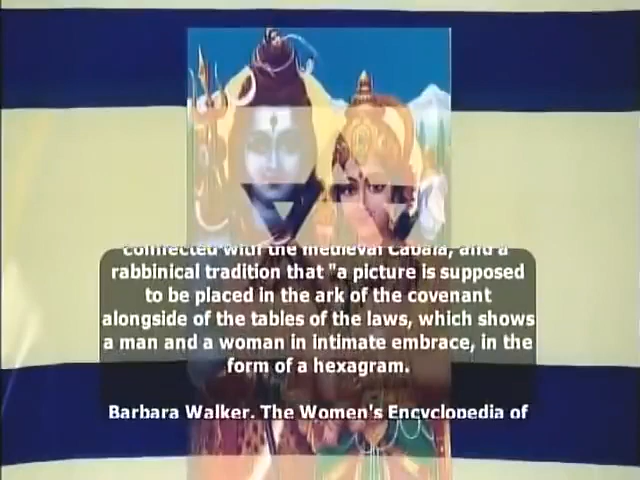 connected with the medieval Cabala, and a
rabbinical tradition that "a picture is supposed
to be placed in the ark of the covenant
alongside of the tables of the laws, which shows
a man and a woman in intimate embrace, in the
form of a hexagram.
Barbara Walker. The Women's Encyclopedia of